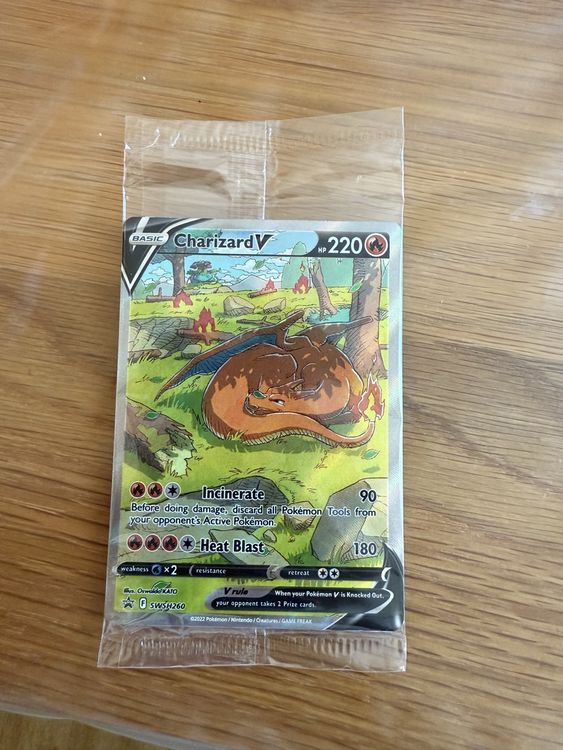 BASIC Charizard V HP 220
Incinerate 90
Before doing damage, discard all Pokémon Tools from
your opponent's Active Pokémon.
Heat Blast 180
weakness ×2 resistance retreat
Illus. Oswaldo KATO
V rule When your Pokémon V is Knocked Out,
your opponent takes 2 Prize cards.
F SWSH260
©2022 Pokémon / Nintendo / Creatures / GAME FREAK